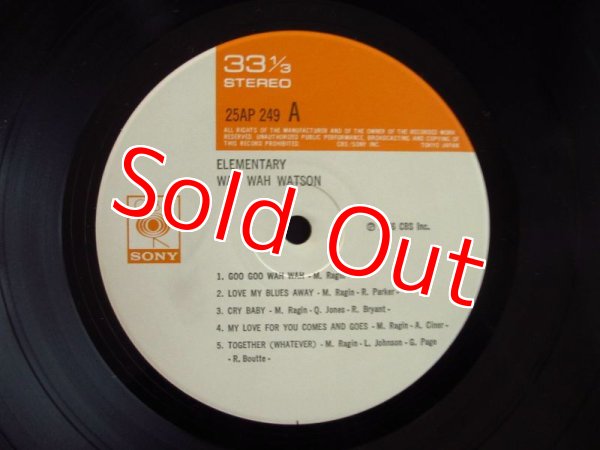 33 1/3
STEREO
25AP 249 A
ALL RIGHTS OF THE MANUFACTURER AND OF THE OWNER OF THE RECORDED WORK
RESERVED. UNAUTHORIZED PUBLIC PERFORMANCE, BROADCASTING AND COPYING OF
THIS RECORD PROHIBITED. CBS/SONY INC. TOKYO JAPAN
ELEMENTARY
WAH WAH WATSON
Sold Out
SONY
Ⓟ 6 CBS Inc.
1. GOO GOO WAH WAH - M. Ragin
2. LOVE MY BLUES AWAY - M. Ragin - R. Parker -
3. CRY BABY - M. Ragin - Q. Jones - R. Bryant -
4. MY LOVE FOR YOU COMES AND GOES - M. Ragin - A. Ciner -
5. TOGETHER (WHATEVER) - M. Ragin - L. Johnson - G. Page
- R. Boutte -